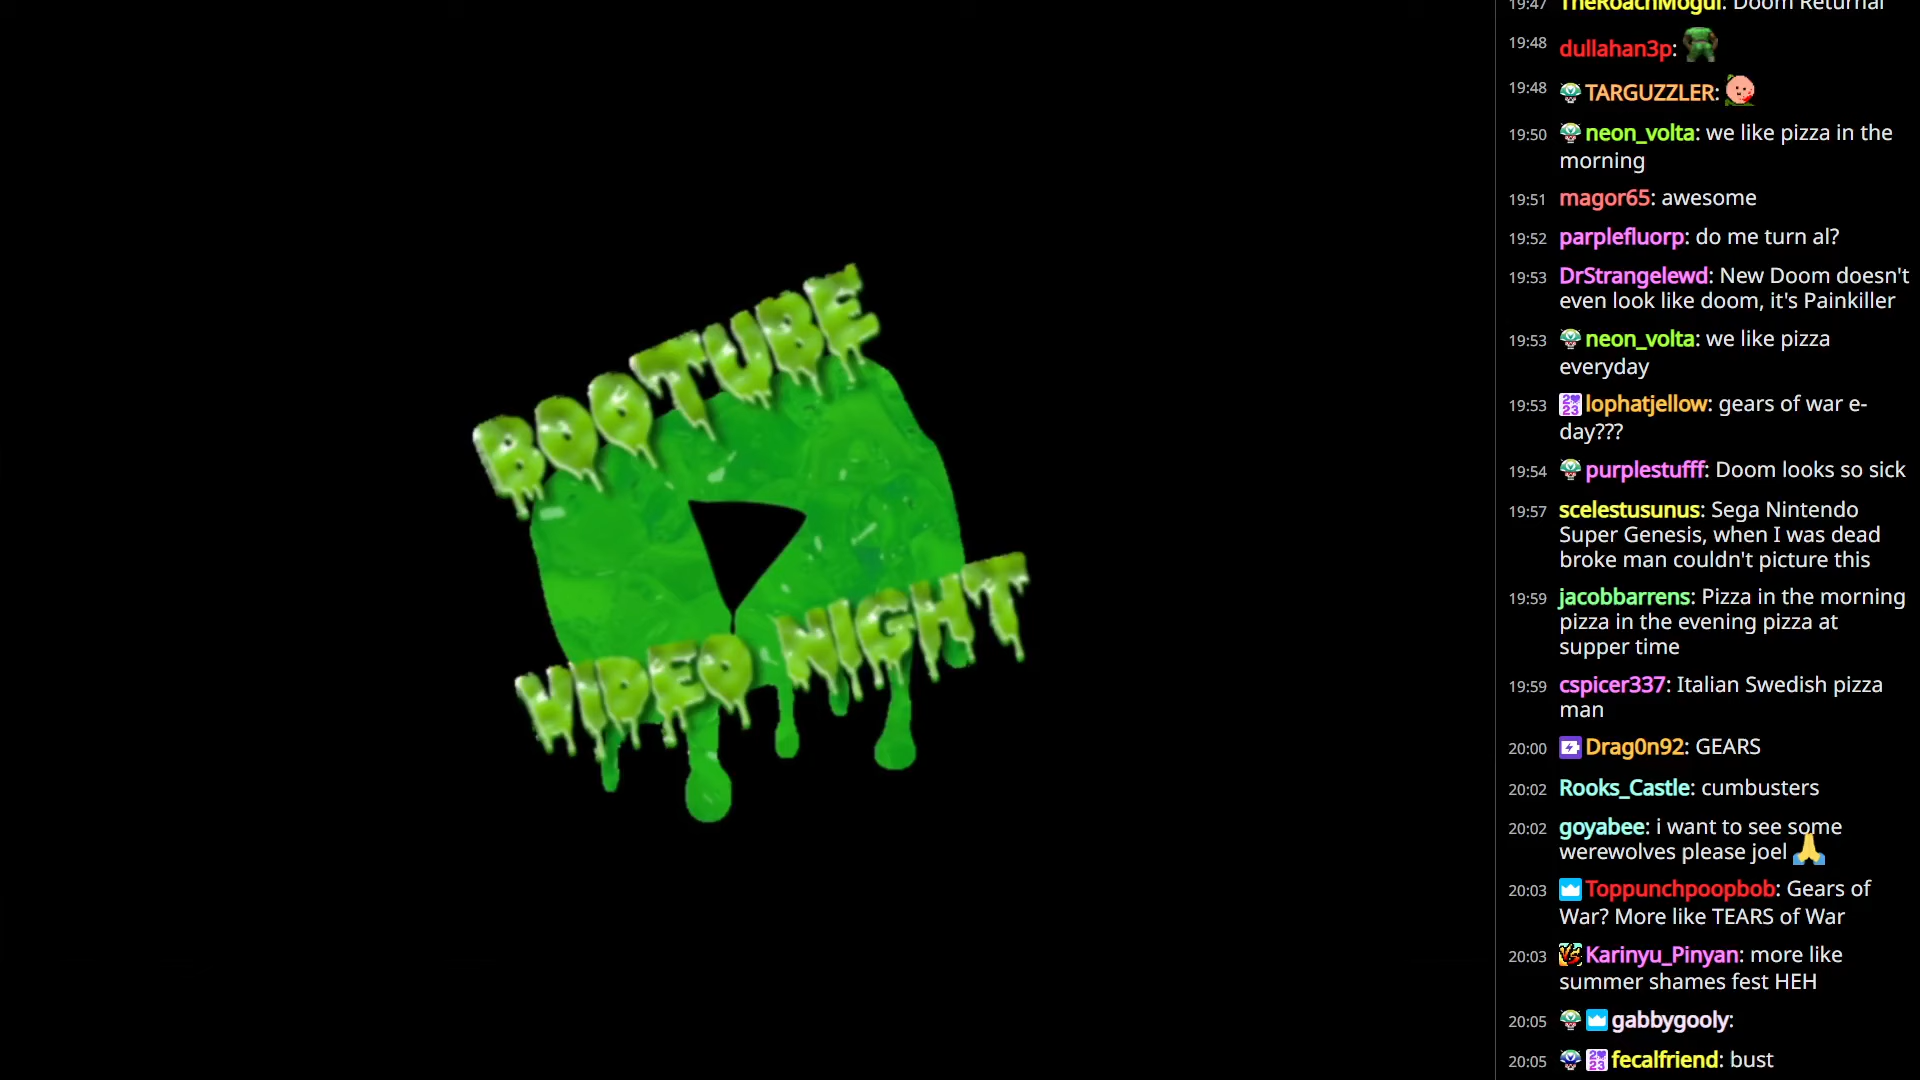 BOOTUBE
VIDEO NIGHT
19:47 TheRoachMogul: Doom Returnal
19:48 dullahan3p:
19:48 TARGUZZLER:
19:50 neon_volta: we like pizza in the
morning
19:51 magor65: awesome
19:52 parplefluorp: do me turn al?
19:53 DrStrangelewd: New Doom doesn't
even look like doom, it's Painkiller
19:53 neon_volta: we like pizza
everyday
19:53 lophatjellow: gears of war e-
day???
19:54 purplestufff: Doom looks so sick
19:57 scelestusunus: Sega Nintendo
Super Genesis, when I was dead
broke man couldn't picture this
19:59 jacobbarrens: Pizza in the morning
pizza in the evening pizza at
supper time
19:59 cspicer337: Italian Swedish pizza
man
20:00 Drag0n92: GEARS
20:02 Rooks_Castle: cumbusters
20:02 goyabee: i want to see some
werewolves please joel
20:03 Toppunchpoopbob: Gears of
War? More like TEARS of War
20:03 Karinyu_Pinyan: more like
summer shames fest HEH
20:05 gabbygooly:
20:05 fecalfriend: bust